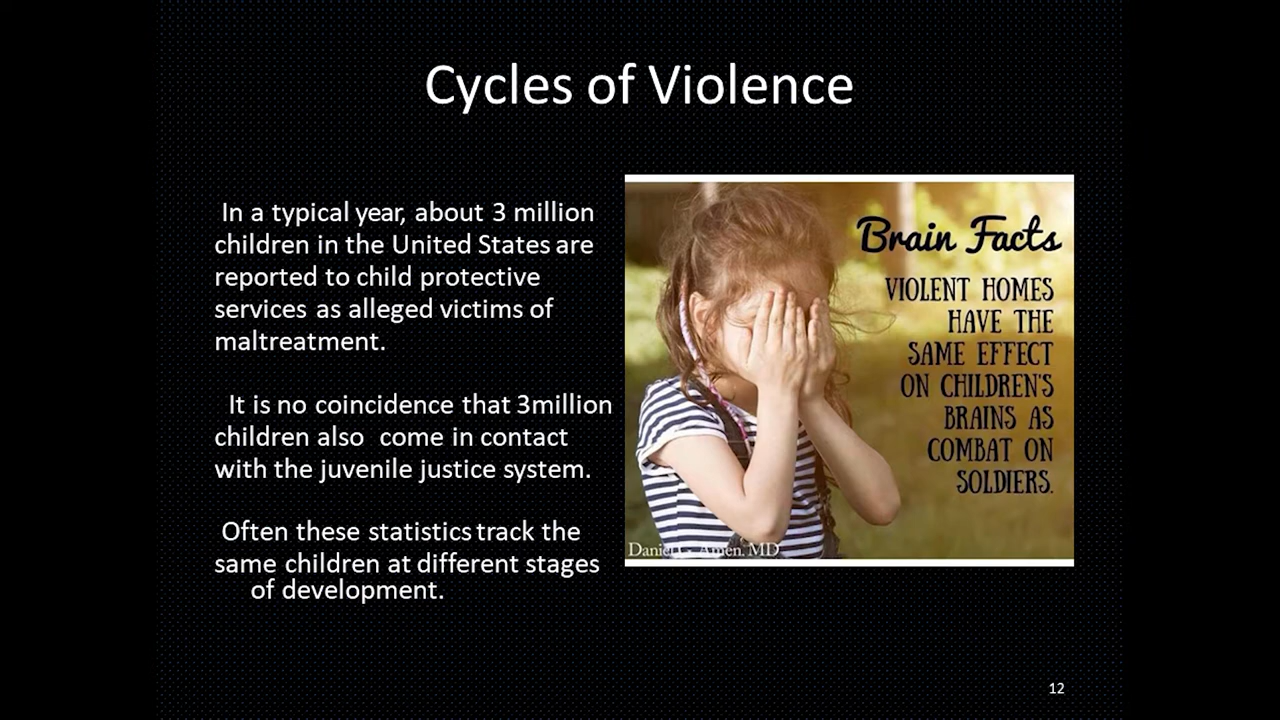 Cycles of Violence
In a typical year, about 3 million
children in the United States are
reported to child protective
services as alleged victims of
maltreatment.
It is no coincidence that 3million
children also come in contact
with the juvenile justice system.
Often these statistics track the
same children at different stages
of development.
Brain Facts
VIOLENT HOMES
HAVE THE
SAME EFFECT
ON CHILDREN'S
BRAINS AS
COMBAT ON
SOLDIERS.
Daniel G. Amen, MD
12